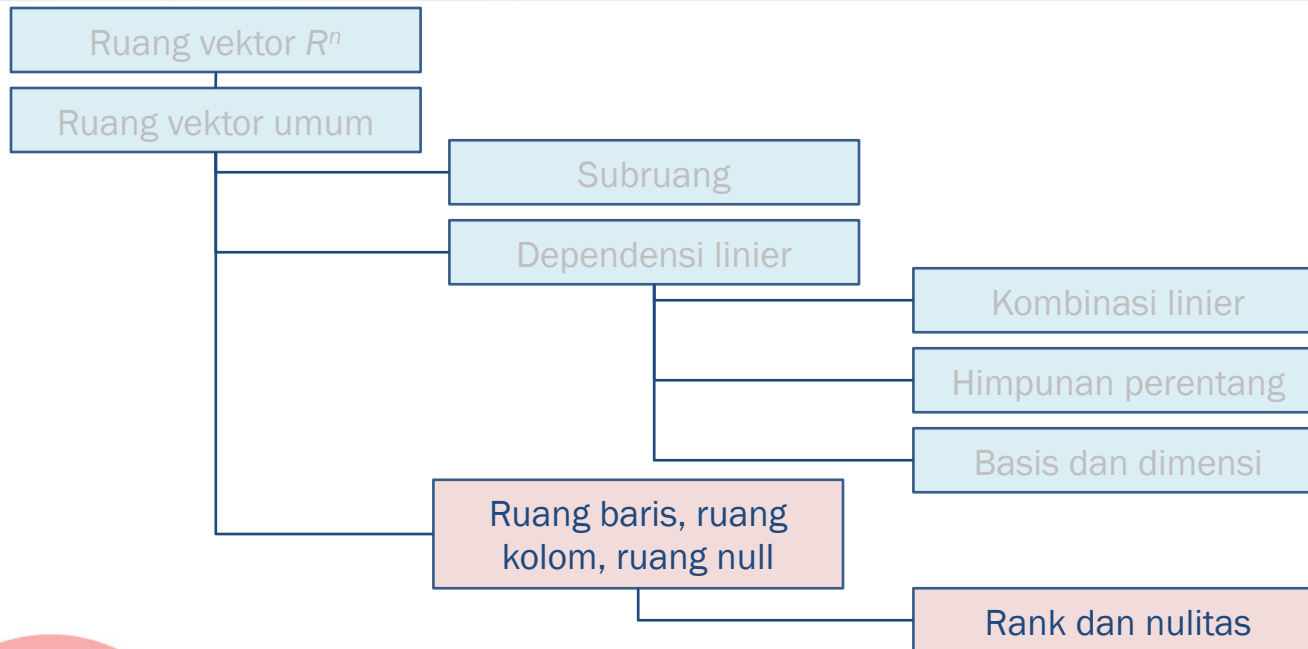 Ruang vektor Rⁿ
Ruang vektor umum
Subruang
Dependensi linier
Kombinasi linier
Himpunan perentang
Basis dan dimensi
Ruang baris, ruang
kolom, ruang null
Rank dan nulitas